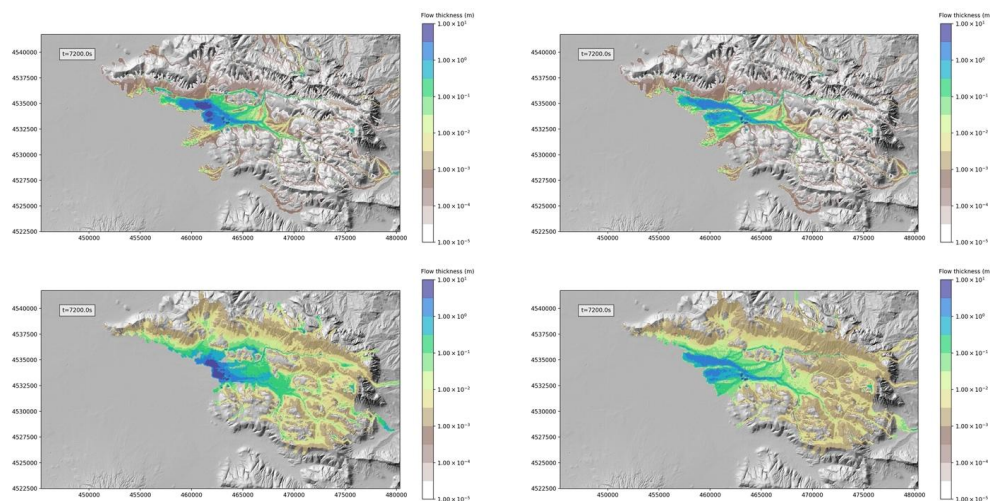 Flow thickness (m)
1.00 × 10¹
t=7200.0s
4540000
1.00 × 10⁰
4537500
4535000
1.00 × 10⁻¹
4532500
1.00 × 10⁻²
4530000
1.00 × 10⁻³
4527500
1.00 × 10⁻⁴
4525000
4522500
1.00 × 10⁻⁵
450000 455000 460000 465000 470000 475000 480000
Flow thickness (m)
1.00 × 10¹
t=7200.0s
4540000
1.00 × 10⁰
4537500
4535000
1.00 × 10⁻¹
4532500
1.00 × 10⁻²
4530000
1.00 × 10⁻³
4527500
1.00 × 10⁻⁴
4525000
4522500
1.00 × 10⁻⁵
450000 455000 460000 465000 470000 475000 480000
Flow thickness (m)
1.00 × 10¹
t=7200.0s
4540000
1.00 × 10⁰
4537500
4535000
1.00 × 10⁻¹
4532500
1.00 × 10⁻²
4530000
1.00 × 10⁻³
4527500
1.00 × 10⁻⁴
4525000
4522500
1.00 × 10⁻⁵
450000 455000 460000 465000 470000 475000 480000
Flow thickness (m)
1.00 × 10¹
t=7200.0s
4540000
1.00 × 10⁰
4537500
4535000
1.00 × 10⁻¹
4532500
1.00 × 10⁻²
4530000
1.00 × 10⁻³
4527500
1.00 × 10⁻⁴
4525000
4522500
1.00 × 10⁻⁵
450000 455000 460000 465000 470000 475000 480000